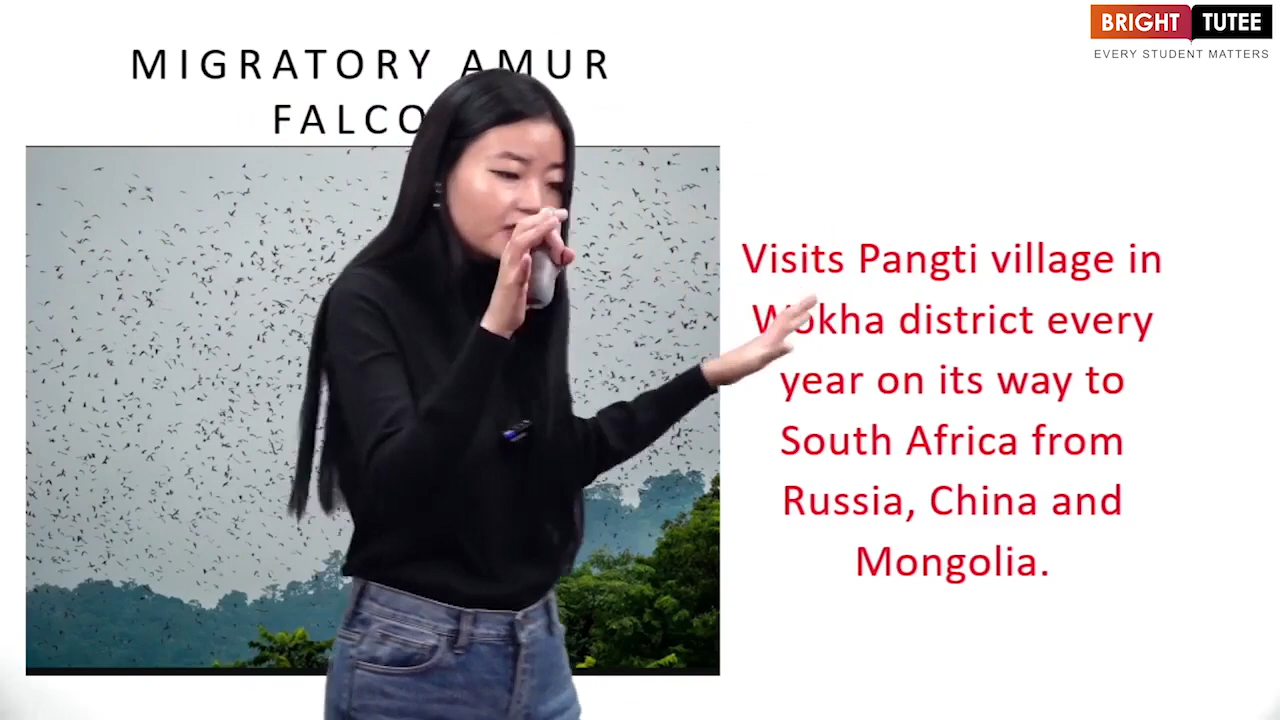 BRIGHT TUTEE
EVERY STUDENT MATTERS
MIGRATORY AMUR
Visits Pangti village in
Wokha district every
year on its way to
South Africa from
Russia, China and
Mongolia.